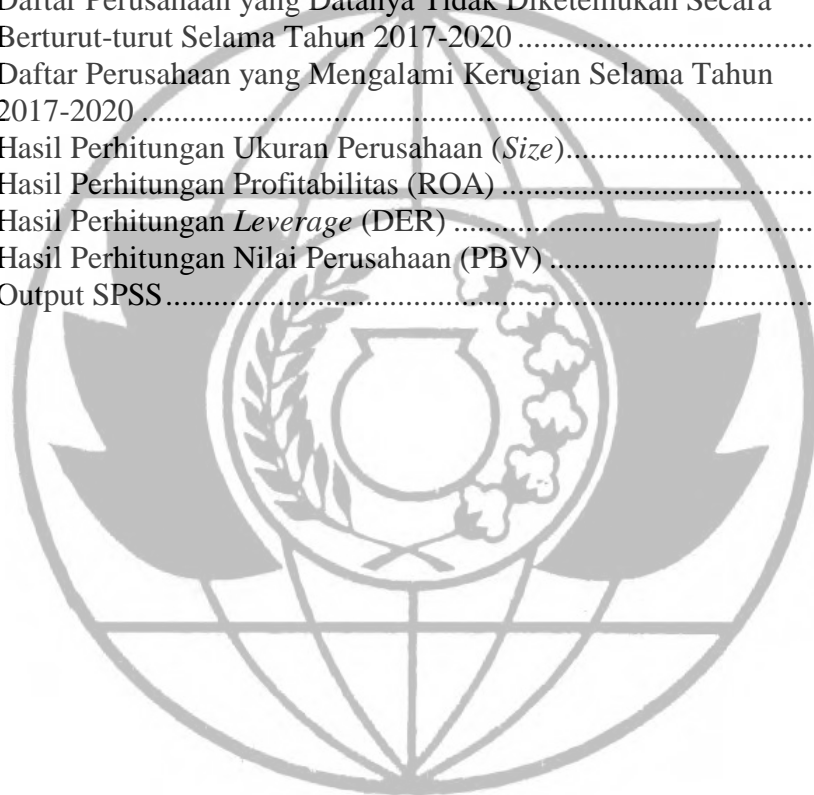 Daftar Perusahaan yang Datanya Tidak Diketemukan Secara
Berturut-turut Selama Tahun 2017-2020 ................................................
Daftar Perusahaan yang Mengalami Kerugian Selama Tahun
2017-2020 ................................................................................................
Hasil Perhitungan Ukuran Perusahaan (Size)..........................................
Hasil Perhitungan Profitabilitas (ROA) ..................................................
Hasil Perhitungan Leverage (DER) ........................................................
Hasil Perhitungan Nilai Perusahaan (PBV) ............................................
Output SPSS............................................................................................